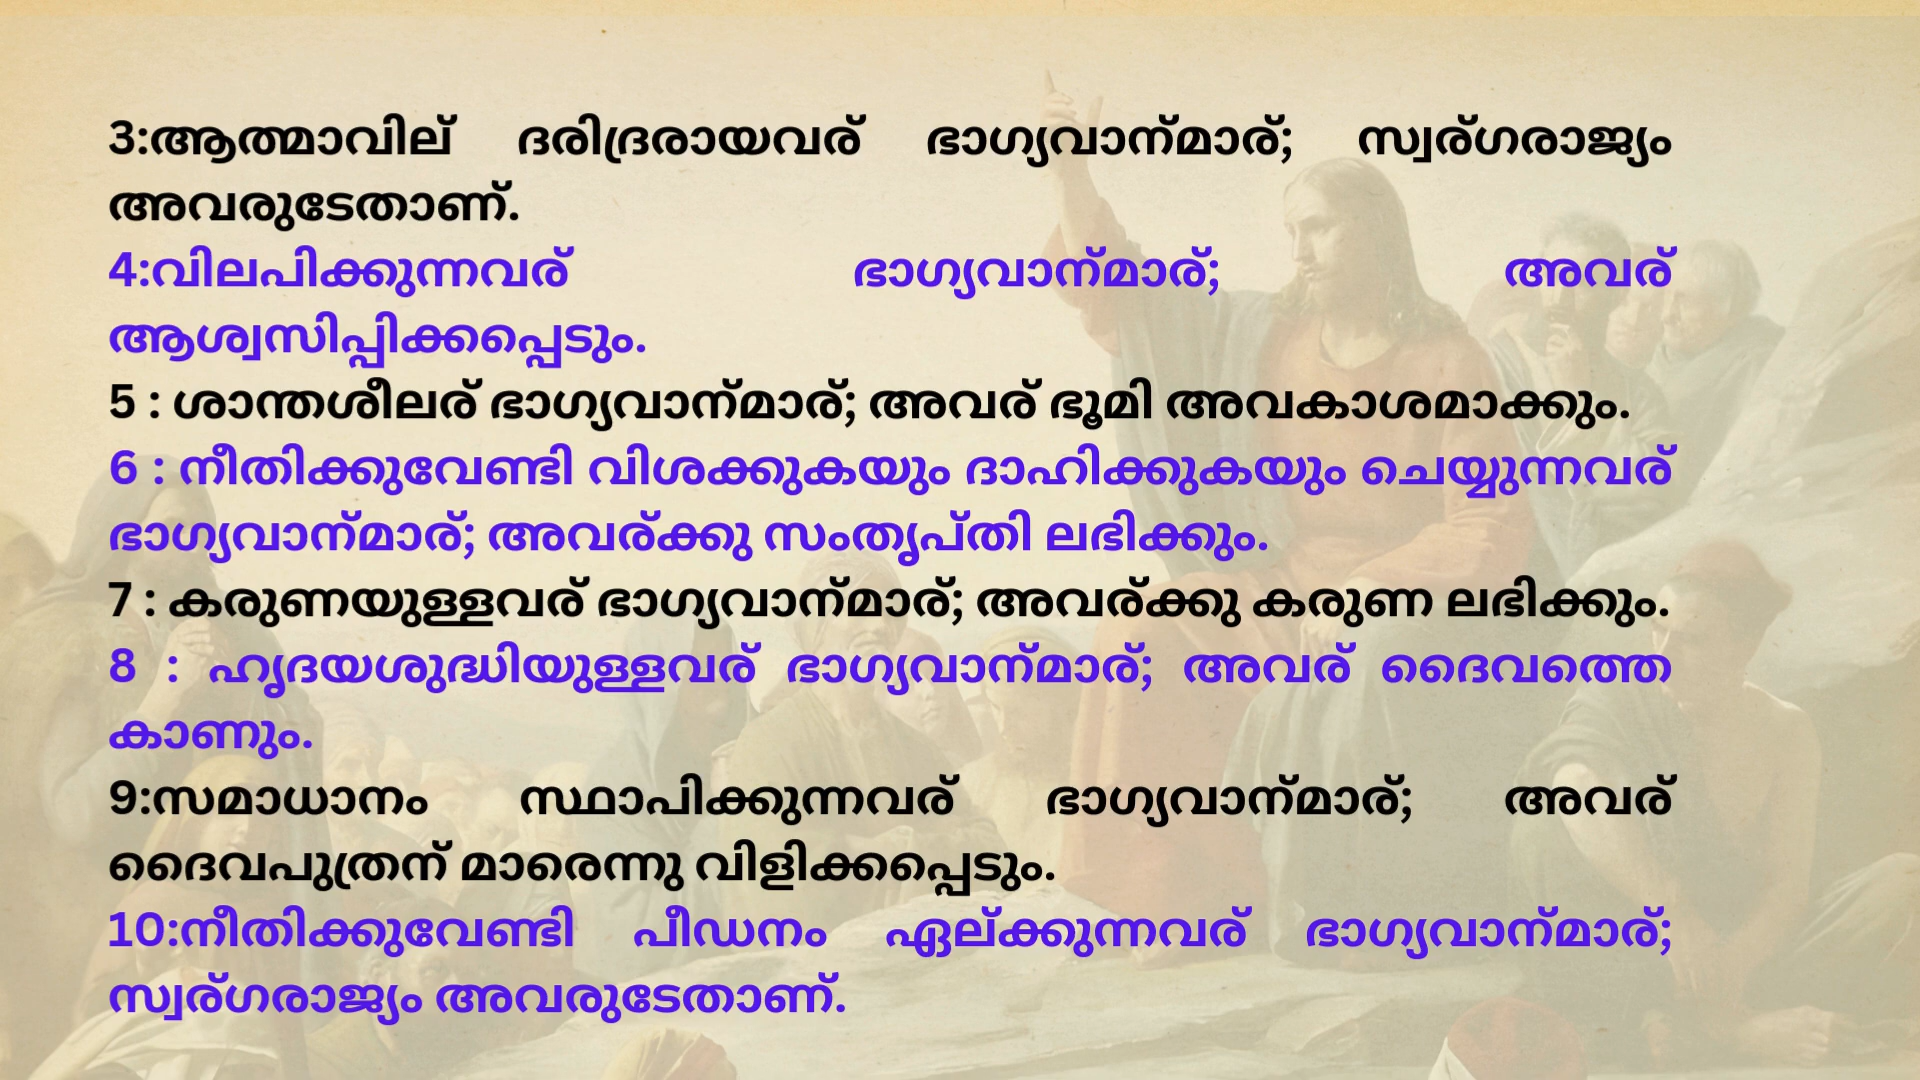 3:ആത്മാവില് ദരിദ്രരായവര് ഭാഗ്യവാന്മാര്; സ്വര്ഗരാജ്യം
അവരുടേതാണ്.
4:വിലപിക്കുന്നവര് ഭാഗ്യവാന്മാര്; അവര്
ആശ്വസിപ്പിക്കപ്പെടും.
5 : ശാന്തശീലര് ഭാഗ്യവാന്മാര്; അവര് ഭൂമി അവകാശമാക്കും.
6 : നീതിക്കുവേണ്ടി വിശക്കുകയും ദാഹിക്കുകയും ചെയ്യുന്നവര്
ഭാഗ്യവാന്മാര്; അവര്ക്കു സംതൃപ്തി ലഭിക്കും.
7 : കരുണയുള്ളവര് ഭാഗ്യവാന്മാര്; അവര്ക്കു കരുണ ലഭിക്കും.
8 : ഹൃദയശുദ്ധിയുള്ളവര് ഭാഗ്യവാന്മാര്; അവര് ദൈവത്തെ
കാണും.
9:സമാധാനം സ്ഥാപിക്കുന്നവര് ഭാഗ്യവാന്മാര്; അവര്
ദൈവപുത്രന് മാരെന്നു വിളിക്കപ്പെടും.
10:നീതിക്കുവേണ്ടി പീഡനം ഏല്ക്കുന്നവര് ഭാഗ്യവാന്മാര്;
സ്വര്ഗരാജ്യം അവരുടേതാണ്.